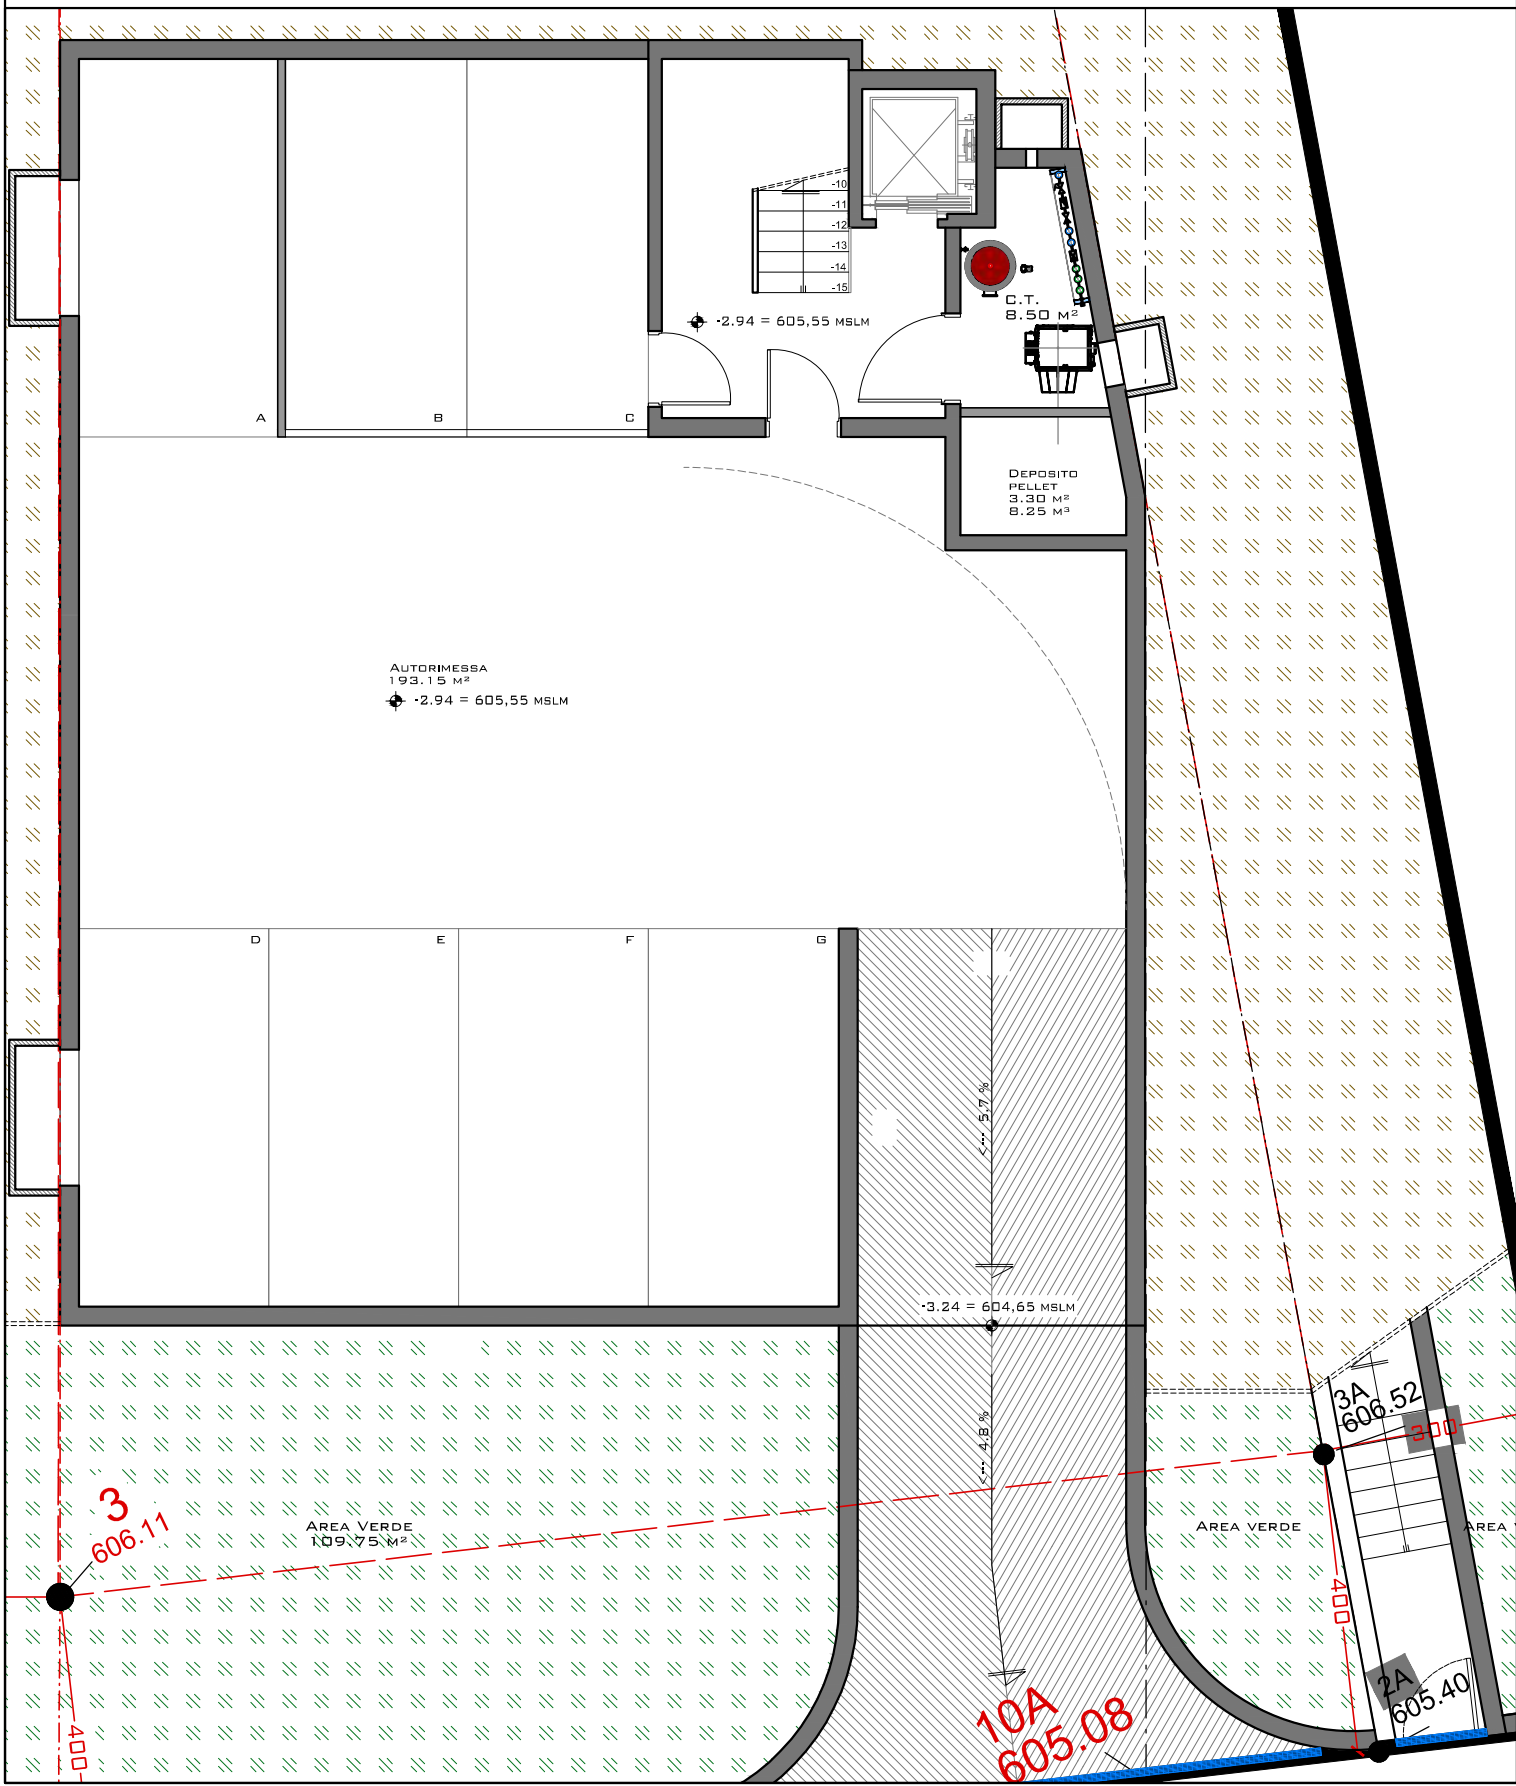 -10
-11
-12
-13
-14
-15
-2.94 = 605,55 MSLM
C.T.
8.50 M²
A
B
C
DEPOSITO
PELLET
3.30 M²
8.25 M³
AUTORIMESSA
193.15 M²
-2.94 = 605,55 MSLM
D
E
F
G
<--- 5.7 %
-3.24 = 604,65 MSLM
<--- 4.8 %
3A
606.52
300
3
606.11
AREA VERDE
109.75 M²
AREA VERDE
AREA
400
2A
605.40
10A
605.08
400